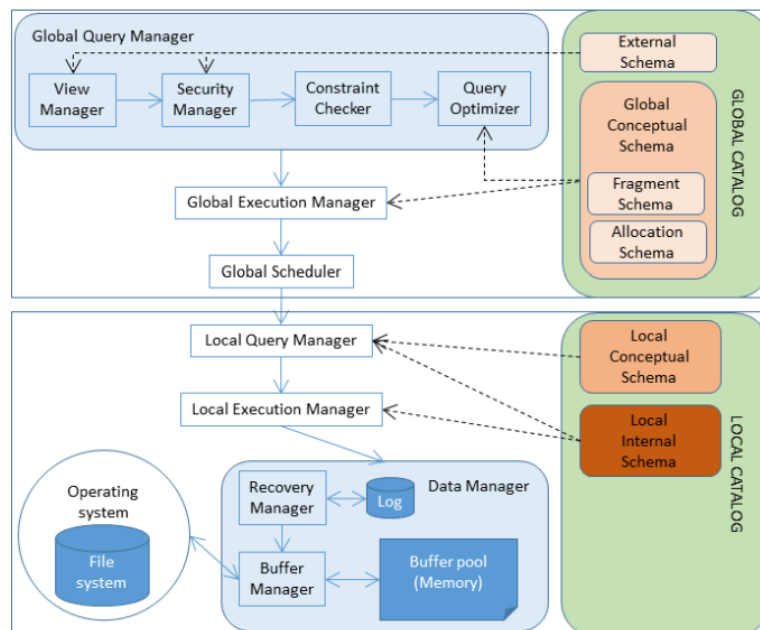 Global Query Manager
View
Manager
Security
Manager
Constraint
Checker
Query
Optimizer
External
Schema
Global
Conceptual
Schema
Fragment
Schema
Allocation
Schema
GLOBAL CATALOG
Global Execution Manager
Global Scheduler
Local Query Manager
Local Execution Manager
Local
Conceptual
Schema
Local
Internal
Schema
LOCAL CATALOG
Operating
system
File
system
Recovery
Manager
Log
Data Manager
Buffer
Manager
Buffer pool
(Memory)